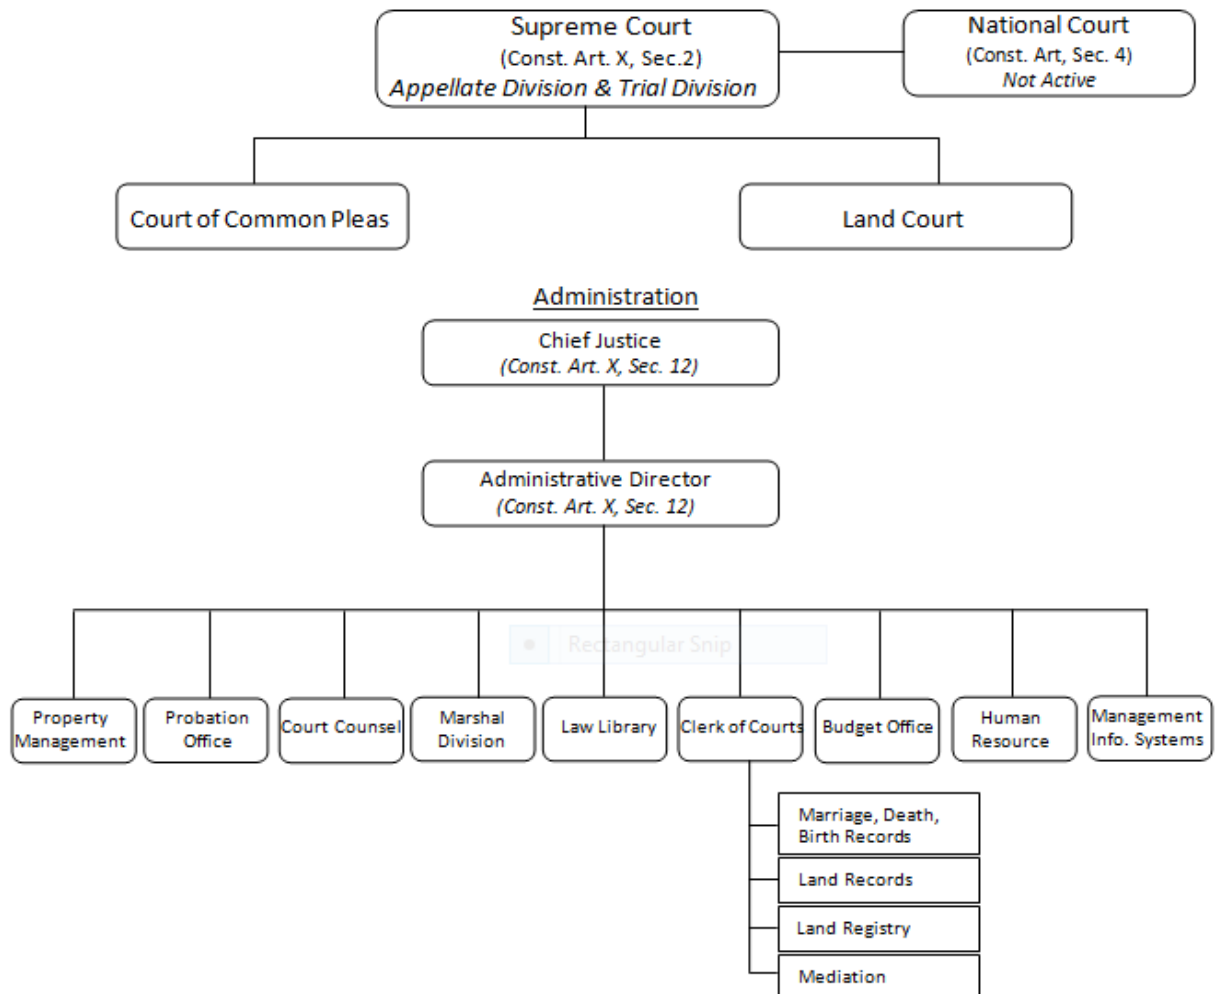 Supreme Court
(Const. Art. X, Sec.2)
Appellate Division & Trial Division
National Court
(Const. Art, Sec. 4)
Not Active
Court of Common Pleas
Land Court
Administration
Chief Justice
(Const. Art. X, Sec. 12)
Administrative Director
(Const. Art. X, Sec. 12)
Rectangular Snip
Property
Management
Probation
Office
Court Counsel
Marshal
Division
Law Library
Clerk of Courts
Budget Office
Human
Resource
Management
Info. Systems
Marriage, Death,
Birth Records
Land Records
Land Registry
Mediation